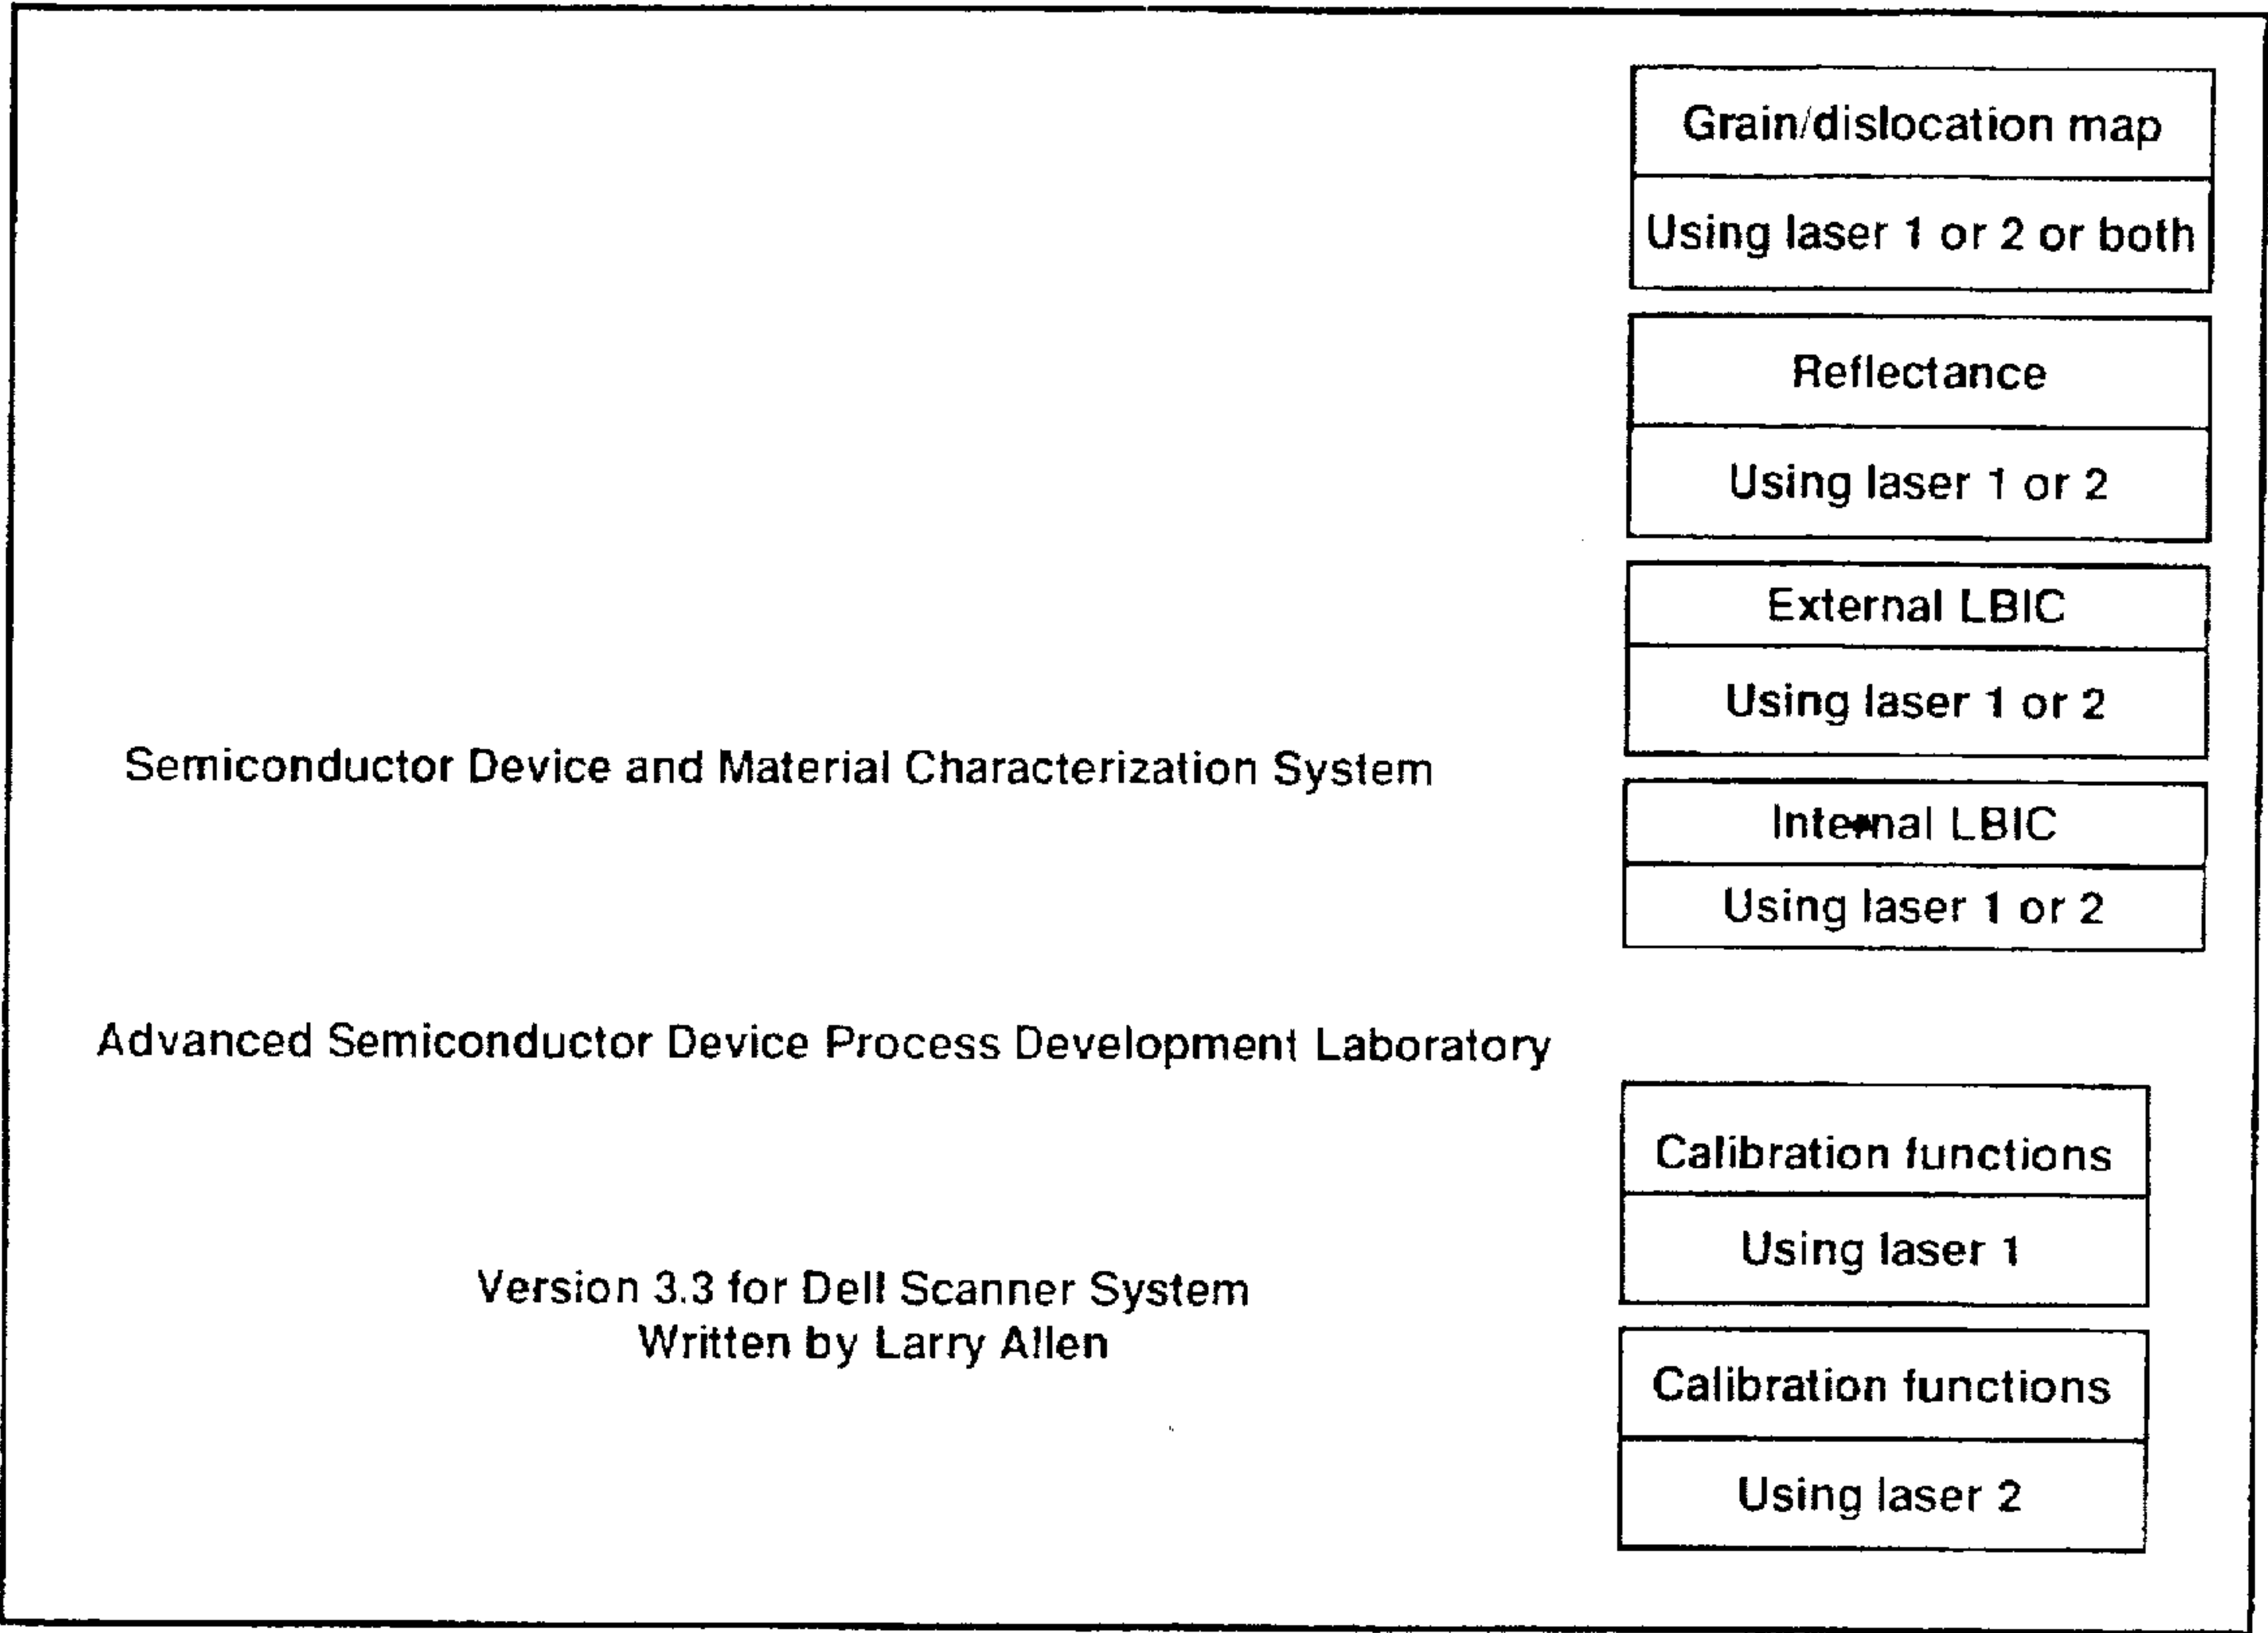 Grain/dislocation map
Using laser 1 or 2 or both
Reflectance
Using laser 1 or 2
External LBIC
Using laser 1 or 2
Semiconductor Device and Material Characterization System
Internal LBIC
Using laser 1 or 2
Advanced Semiconductor Device Process Development Laboratory
Calibration functions
Using laser 1
Version 3.3 for Dell Scanner System
Written by Larry Allen
Calibration functions
Using laser 2